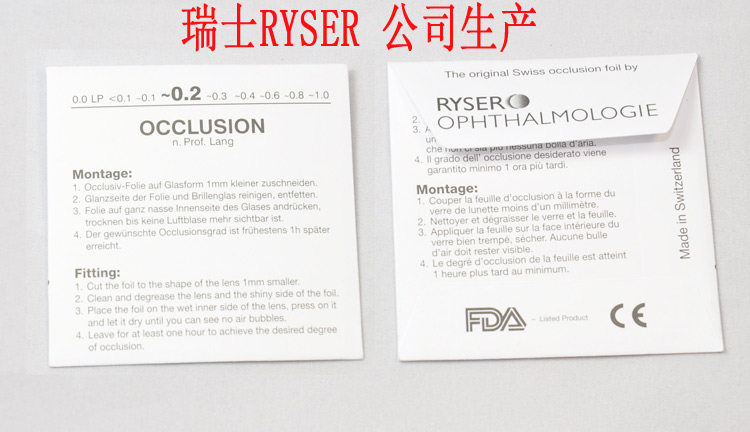 瑞士RYSER 公司生产
0.0 LP <0.1 ~0.1 ~0.2 ~0.3 ~0.4 ~0.6 ~0.8 ~1.0
OCCLUSION
n. Prof. Lang
Montage:
1. Occlusiv-Folie auf Glasform 1mm kleiner zuschneiden.
2. Glanzseite der Folie und Brillenglas reinigen, entfetten.
3. Folie auf ganz nasse Innenseite des Glases andrücken,
trocknen bis keine Luftblase mehr sichtbar ist.
4. Der gewünschte Occlusionsgrad ist frühestens 1h später
erreicht.
Fitting:
1. Cut the foil to the shape of the lens 1mm smaller.
2. Clean and degrease the lens and the shiny side of the foil.
3. Place the foil on the wet inner side of the lens, press on it
and let it dry until you can see no air bubbles.
4. Leave for at least one hour to achieve the desired degree
of occlusion.
The original Swiss occlusion foil by
RYSER
OPHTHALMOLOGIE
2.
3. A
un
che non ci sia più nessuna bolla d'aria.
4. Il grado dell' occlusione desiderato viene
garantito minimo 1 ora più tardi.
Montage:
1. Couper la feuille d'occlusion à la forme du
verre de lunette moins d'un millimètre.
2. Nettoyer et dégraisser le verre et la feuille.
3. Appliquer la feuille sur la face intérieure du
verre bien trempé, sécher. Aucune bulle
d'air doit rester visible.
4. Le degré d'occlusion de la feuille est atteint
1 heure plus tard au minimum.
Made in Switzerland
FDA – Listed Product CE